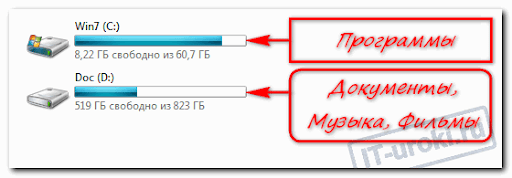 Win7 (C:)
8,22 ГБ свободно из 60,7 ГБ
Программы
Doc (D:)
519 ГБ свободно из 823 ГБ
Документы,
Музыка, Фильмы
IT-uroki.ru